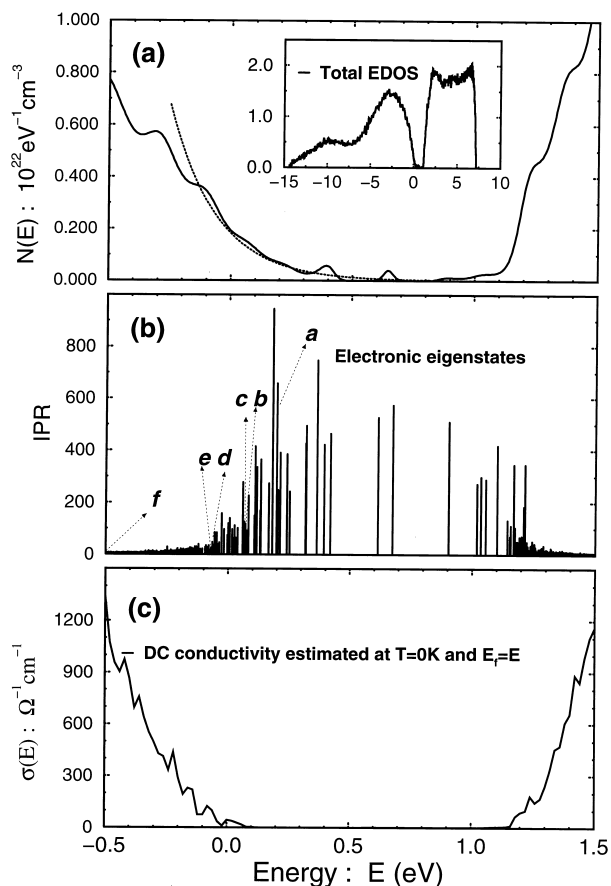 1.000
0.800
0.600
0.400
0.200
0.000
N(E) : 10²²eV⁻¹cm⁻³
(a)
2.0
1.0
0.0
−15 −10 −5 0 5 10
Total EDOS
(b)
800
600
400
200
0
IPR
Electronic eigenstates
a
c b
e d
f
(c)
1200
900
600
300
0
σ(E) : Ω⁻¹cm⁻¹
DC conductivity estimated at T=0K and E_f=E
−0.5 0.0 0.5 1.0 1.5
Energy : E (eV)